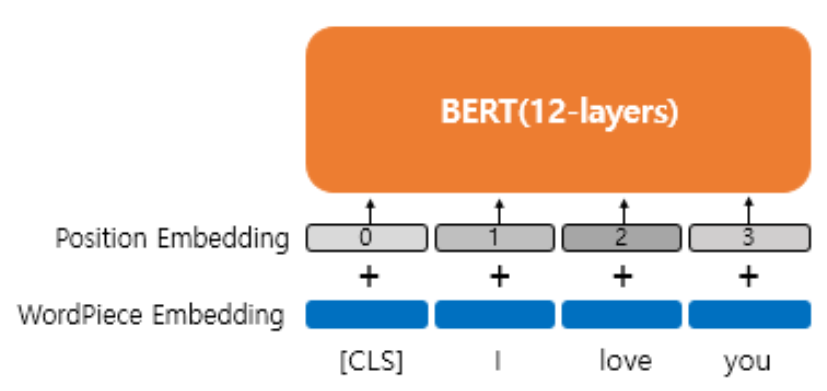 BERT(12-layers)
Position Embedding 0 1 2 3
+ + + +
WordPiece Embedding
[CLS] I love you